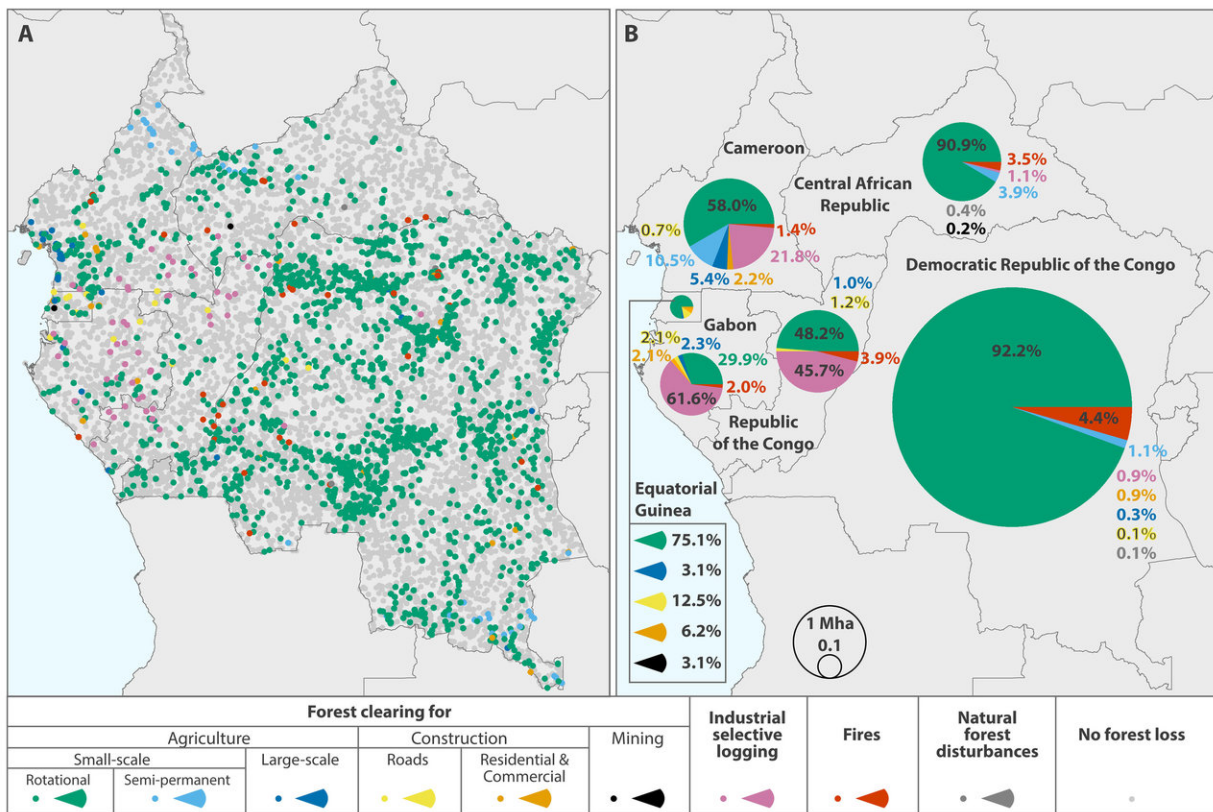 A
B
Cameroon
58.0%
0.7%
1.4%
10.5%
21.8%
5.4%
2.2%
Central African
Republic
90.9%
3.5%
1.1%
3.9%
0.4%
0.2%
Democratic Republic of the Congo
92.2%
4.4%
1.1%
0.9%
0.9%
0.3%
0.1%
0.1%
1.0%
1.2%
48.2%
3.9%
45.7%
Gabon
2.1%
2.3%
2.1%
29.9%
2.0%
61.6%
Republic
of the Congo
Equatorial
Guinea
75.1%
3.1%
12.5%
6.2%
3.1%
1 Mha
0.1
Forest clearing for
Agriculture
Construction
Mining
Small-scale
Large-scale
Roads
Residential &
Commercial
Rotational
Semi-permanent
Industrial
selective
logging
Fires
Natural
forest
disturbances
No forest loss